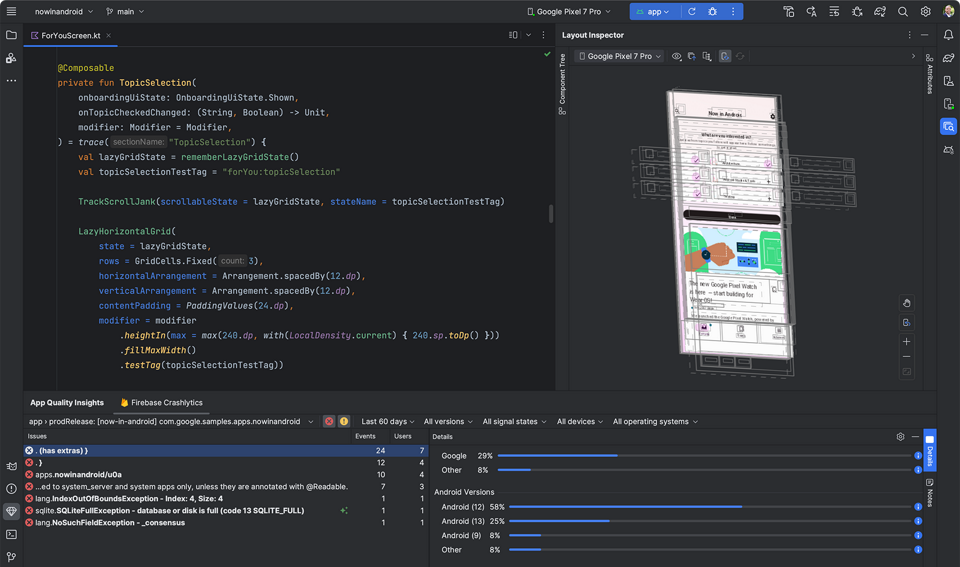 nowinandroid
main
Google Pixel 7 Pro
app
ForYouScreen.kt
@Composable
private fun TopicSelection(
onboardingUiState: OnboardingUiState.Shown,
onTopicCheckedChanged: (String, Boolean) -> Unit,
modifier: Modifier = Modifier,
) = trace( sectionName: "TopicSelection") {
val lazyGridState = rememberLazyGridState()
val topicSelectionTestTag = "forYou:topicSelection"
TrackScrollJank(scrollableState = lazyGridState, stateName = topicSelectionTestTag)
LazyHorizontalGrid(
state = lazyGridState,
rows = GridCells.Fixed( count: 3),
horizontalArrangement = Arrangement.spacedBy(12.dp),
verticalArrangement = Arrangement.spacedBy(12.dp),
contentPadding = PaddingValues(24.dp),
modifier = modifier
.heightIn(max = max(240.dp, with(LocalDensity.current) { 240.sp.toDp() }))
.fillMaxWidth()
.testTag(topicSelectionTestTag))
Layout Inspector
Google Pixel 7 Pro
Component Tree
Attributes
Now in Android
What are you interested in?
The new Google Pixel Watch
is here — start building for
Wear OS!
App Quality Insights
Firebase Crashlytics
app › prodRelease: [now-in-android] com.google.samples.apps.nowinandroid
Last 60 days
All versions
All signal states
All devices
All operating systems
Issues Events Users
. (has extras) } 24 7
. } 12 4
apps.nowinandroid/u0a 10 4
...ed to system_server and system apps only, unless they are annotated with @Readable. 7 3
lang.IndexOutOfBoundsException - Index: 4, Size: 4 1 1
sqlite.SQLiteFullException - database or disk is full (code 13 SQLITE_FULL) 1 1
lang.NoSuchFieldException - _consensus 1 1
Details
Google 29%
Other 8%
Android Versions
Android (12) 58%
Android (13) 25%
Android (9) 8%
Other 8%
Details
Notes